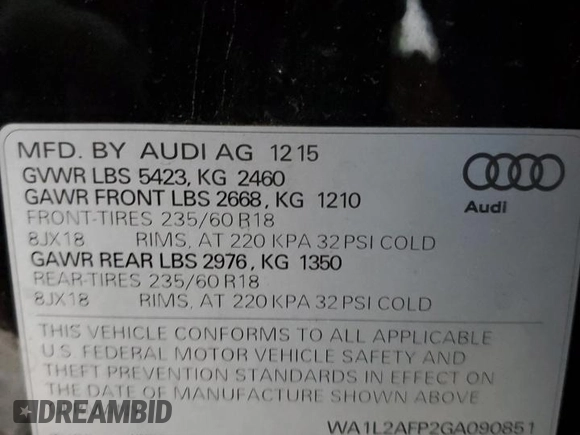 MFD. BY AUDI AG 12 15
GVWR LBS 5423, KG 2460
GAWR FRONT LBS 2668, KG 1210
FRONT-TIRES 235/60 R18
8JX18 RIMS, AT 220 KPA 32 PSI COLD
GAWR REAR LBS 2976, KG 1350
REAR-TIRES 235/60 R18
8JX18 RIMS, AT 220 KPA 32 PSI COLD
Audi
THIS VEHICLE CONFORMS TO ALL APPLICABLE
U.S. FEDERAL MOTOR VEHICLE SAFETY AND
THEFT PREVENTION STANDARDS IN EFFECT ON
THE DATE OF MANUFACTURE SHOWN ABOVE
WA1L2AFP2GA090851
DREAMBID